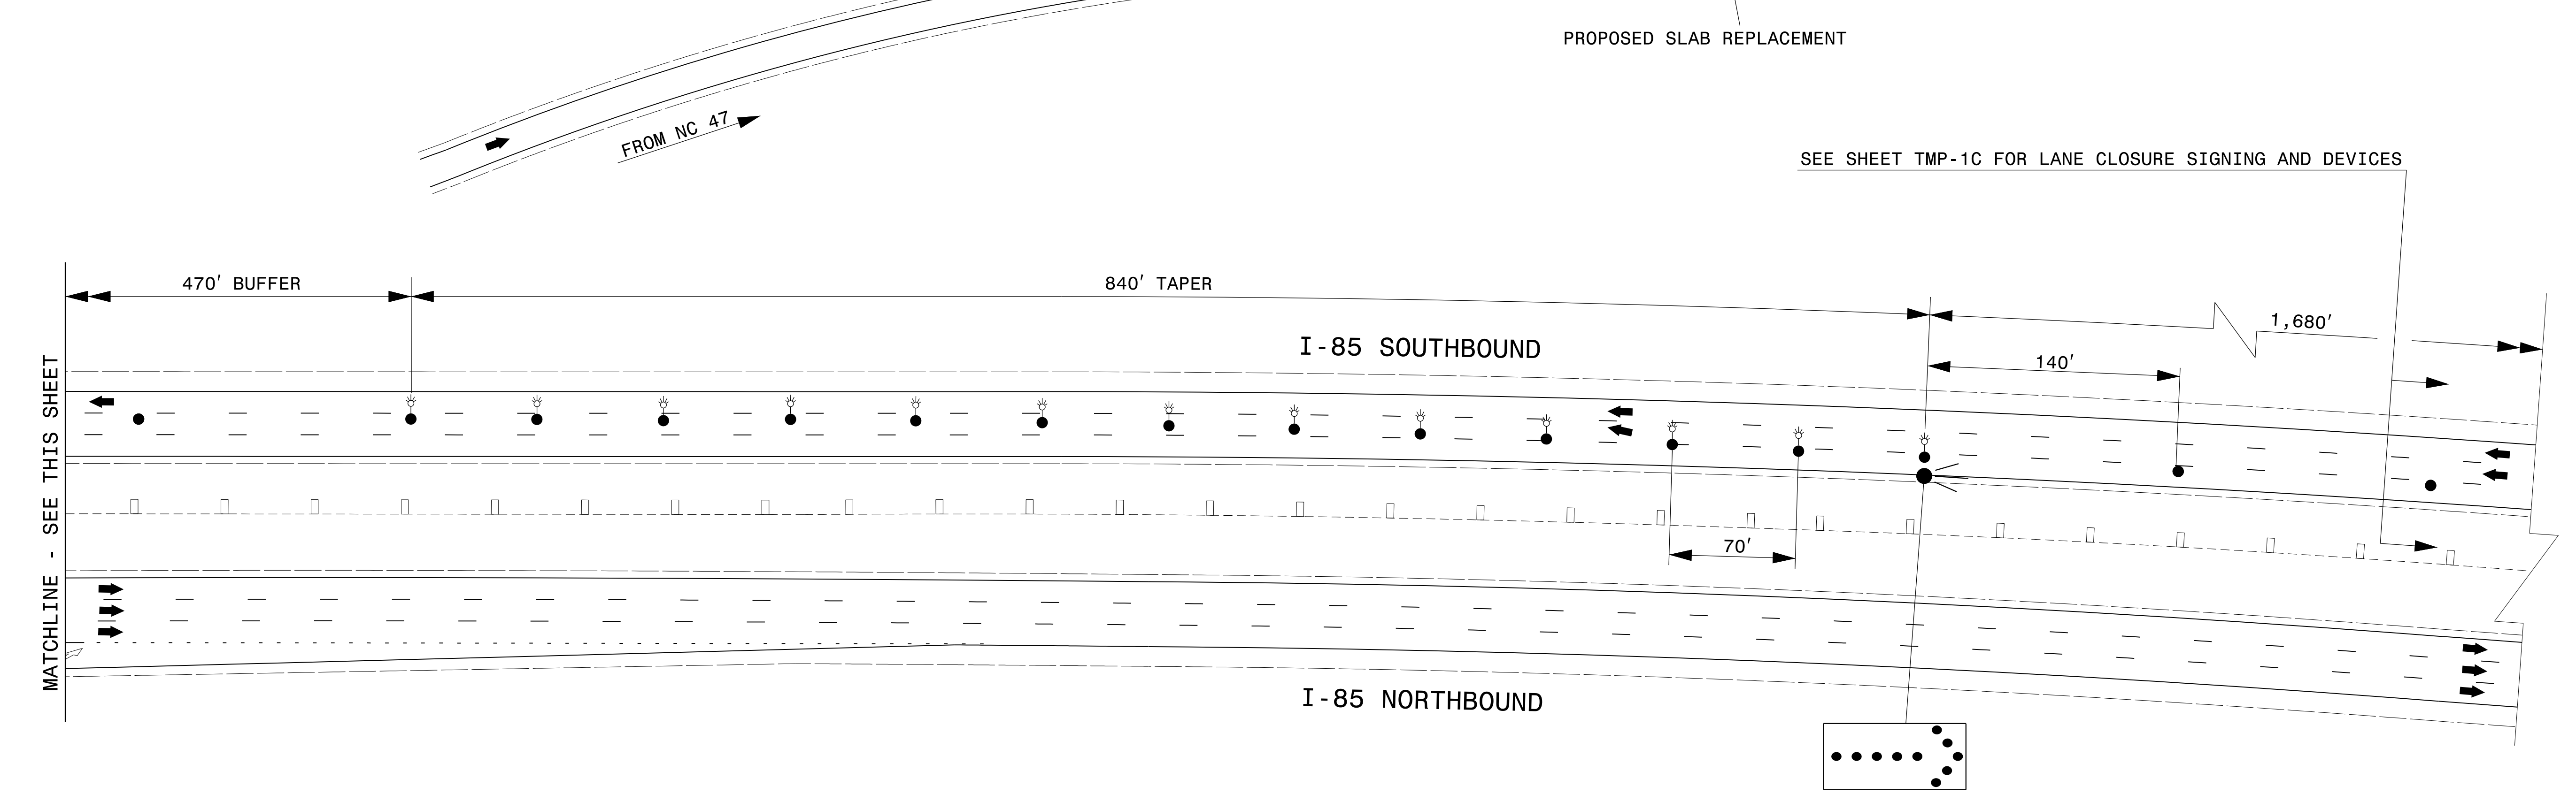 PROPOSED SLAB REPLACEMENT
FROM NC 47
SEE SHEET TMP-1C FOR LANE CLOSURE SIGNING AND DEVICES
470' BUFFER
840' TAPER
1,680'
I-85 SOUTHBOUND
140'
MATCHLINE - SEE THIS SHEET
70'
I-85 NORTHBOUND